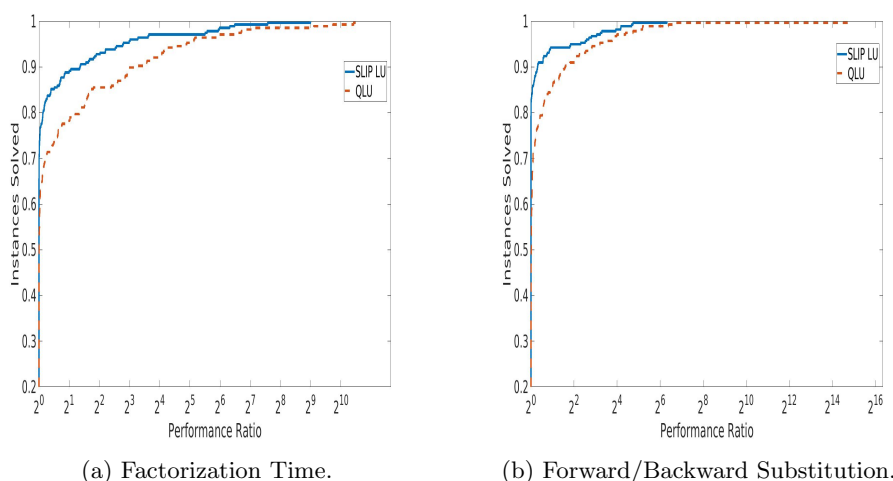 1
0.9
0.8
0.7
0.6
0.5
0.4
0.3
0.2
Instances Solved
2^0 2^1 2^2 2^3 2^4 2^5 2^6 2^7 2^8 2^9 2^10
Performance Ratio
SLIP LU
QLU
(a) Factorization Time.
1
0.9
0.8
0.7
0.6
0.5
0.4
0.3
0.2
Instances Solved
2^0 2^2 2^4 2^6 2^8 2^10 2^12 2^14 2^16
Performance Ratio
SLIP LU
QLU
(b) Forward/Backward Substitution.